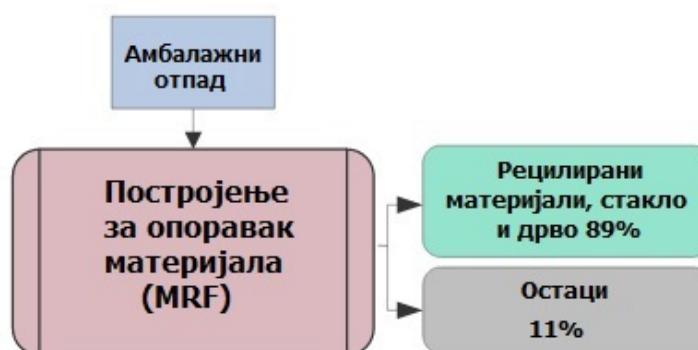 Амбалажни
отпад
Постројење
за опоравак
материјала
(MRF)
Рецилирани
материјали, стакло
и дрво 89%
Остаци
11%